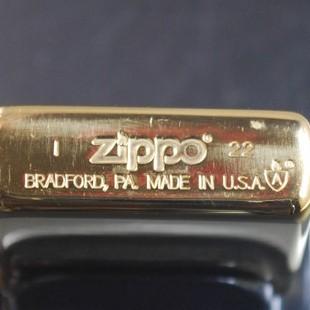 I zippo® 22
BRADFORD, PA. MADE IN U.S.A.